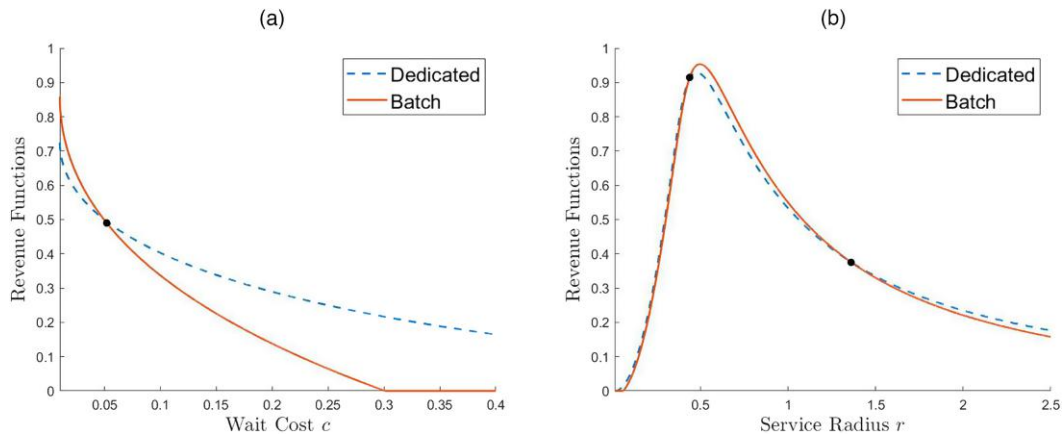 (a)
Revenue Functions
1
0.9
0.8
0.7
0.6
0.5
0.4
0.3
0.2
0.1
0
Dedicated
Batch
0.05 0.1 0.15 0.2 0.25 0.3 0.35 0.4
Wait Cost c
(b)
Revenue Functions
1
0.9
0.8
0.7
0.6
0.5
0.4
0.3
0.2
0.1
0
Dedicated
Batch
0.5 1 1.5 2 2.5
Service Radius r